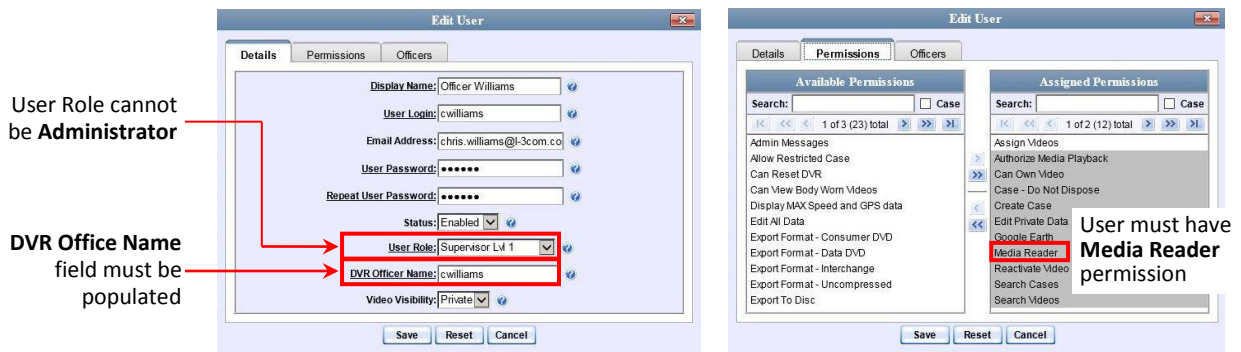 Edit User
Details Permissions Officers
Display Name: Officer Williams
User Login: cwilliams
Email Address: chris.williams@l-3com.co
User Password: ••••••
Repeat User Password: ••••••
Status: Enabled
User Role: Supervisor Lvl 1
DVR Officer Name: cwilliams
Video Visibility: Private
Save Reset Cancel
User Role cannot
be Administrator
DVR Office Name
field must be
populated
Edit User
Details Permissions Officers
Available Permissions
Search: Case
1 of 3 (23) total
Admin Messages
Allow Restricted Case
Can Reset DVR
Can View Body Worn Videos
Display MAX Speed and GPS data
Edit All Data
Export Format - Consumer DVD
Export Format - Data DVD
Export Format - Interchange
Export Format - Uncompressed
Export To Disc
Assigned Permissions
Search: Case
1 of 2 (12) total
Assign Videos
Authorize Media Playback
Can Own Video
Case - Do Not Dispose
Create Case
Edit Private Data
Google Earth
Media Reader
Reactivate Video
Search Cases
Search Videos
User must have
Media Reader
permission
Save Reset Cancel